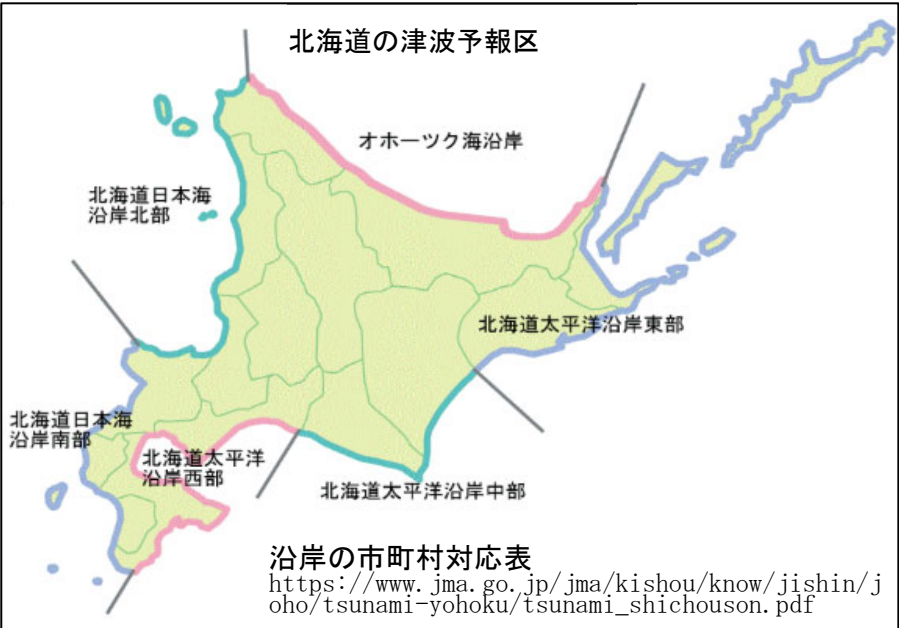 北海道の津波予報区
オホーツク海沿岸
北海道日本海
沿岸北部
北海道太平洋沿岸東部
北海道日本海
沿岸南部
北海道太平洋
沿岸西部
北海道太平洋沿岸中部
沿岸の市町村対応表
https://www.jma.go.jp/jma/kishou/know/jishin/j
oho/tsunami-yohoku/tsunami_shichouson.pdf